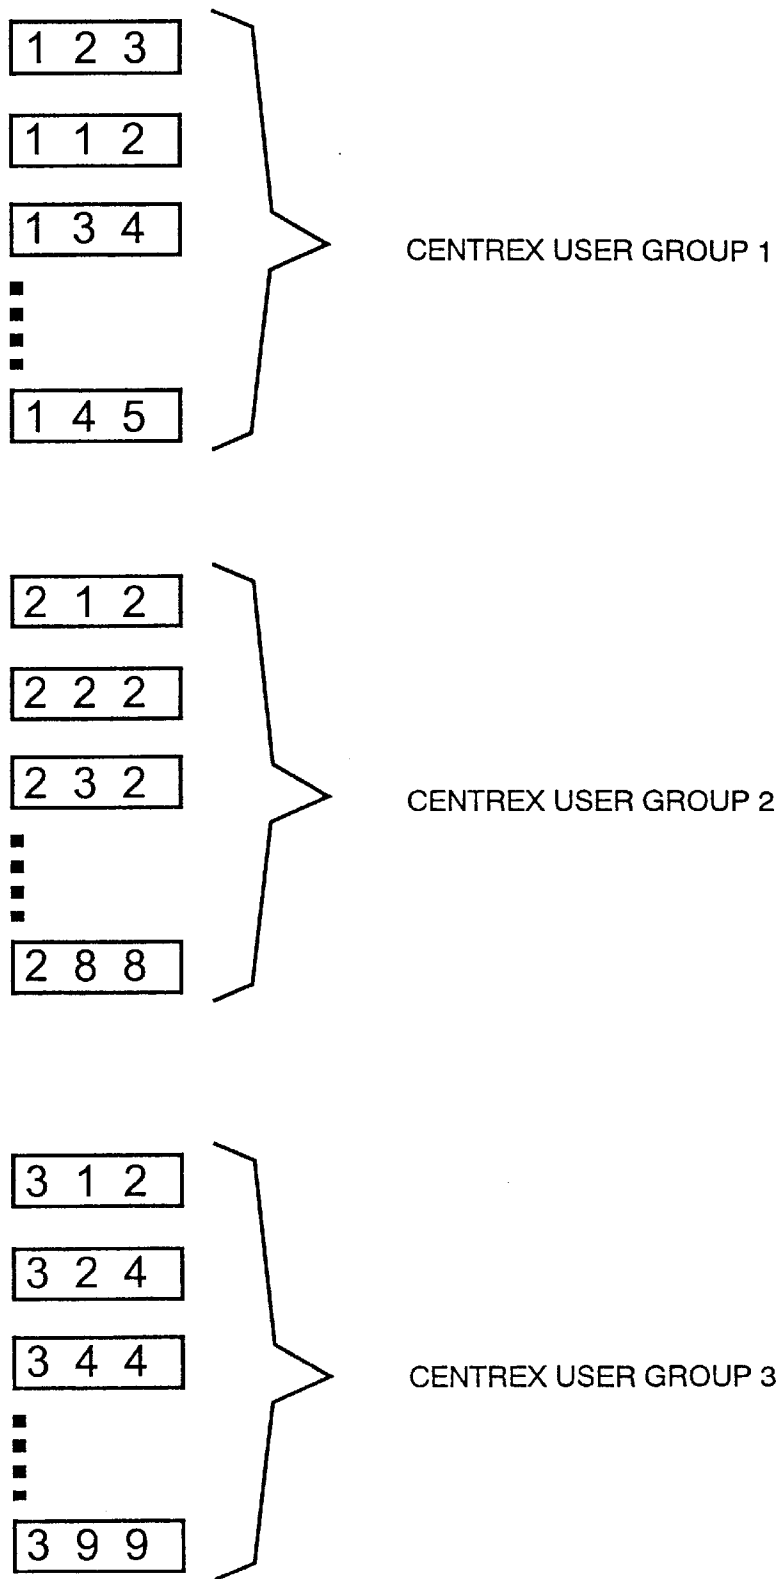 1 2 3
1 1 2
1 3 4
CENTREX USER GROUP 1
1 4 5
2 1 2
2 2 2
2 3 2
CENTREX USER GROUP 2
2 8 8
3 1 2
3 2 4
3 4 4
CENTREX USER GROUP 3
3 9 9